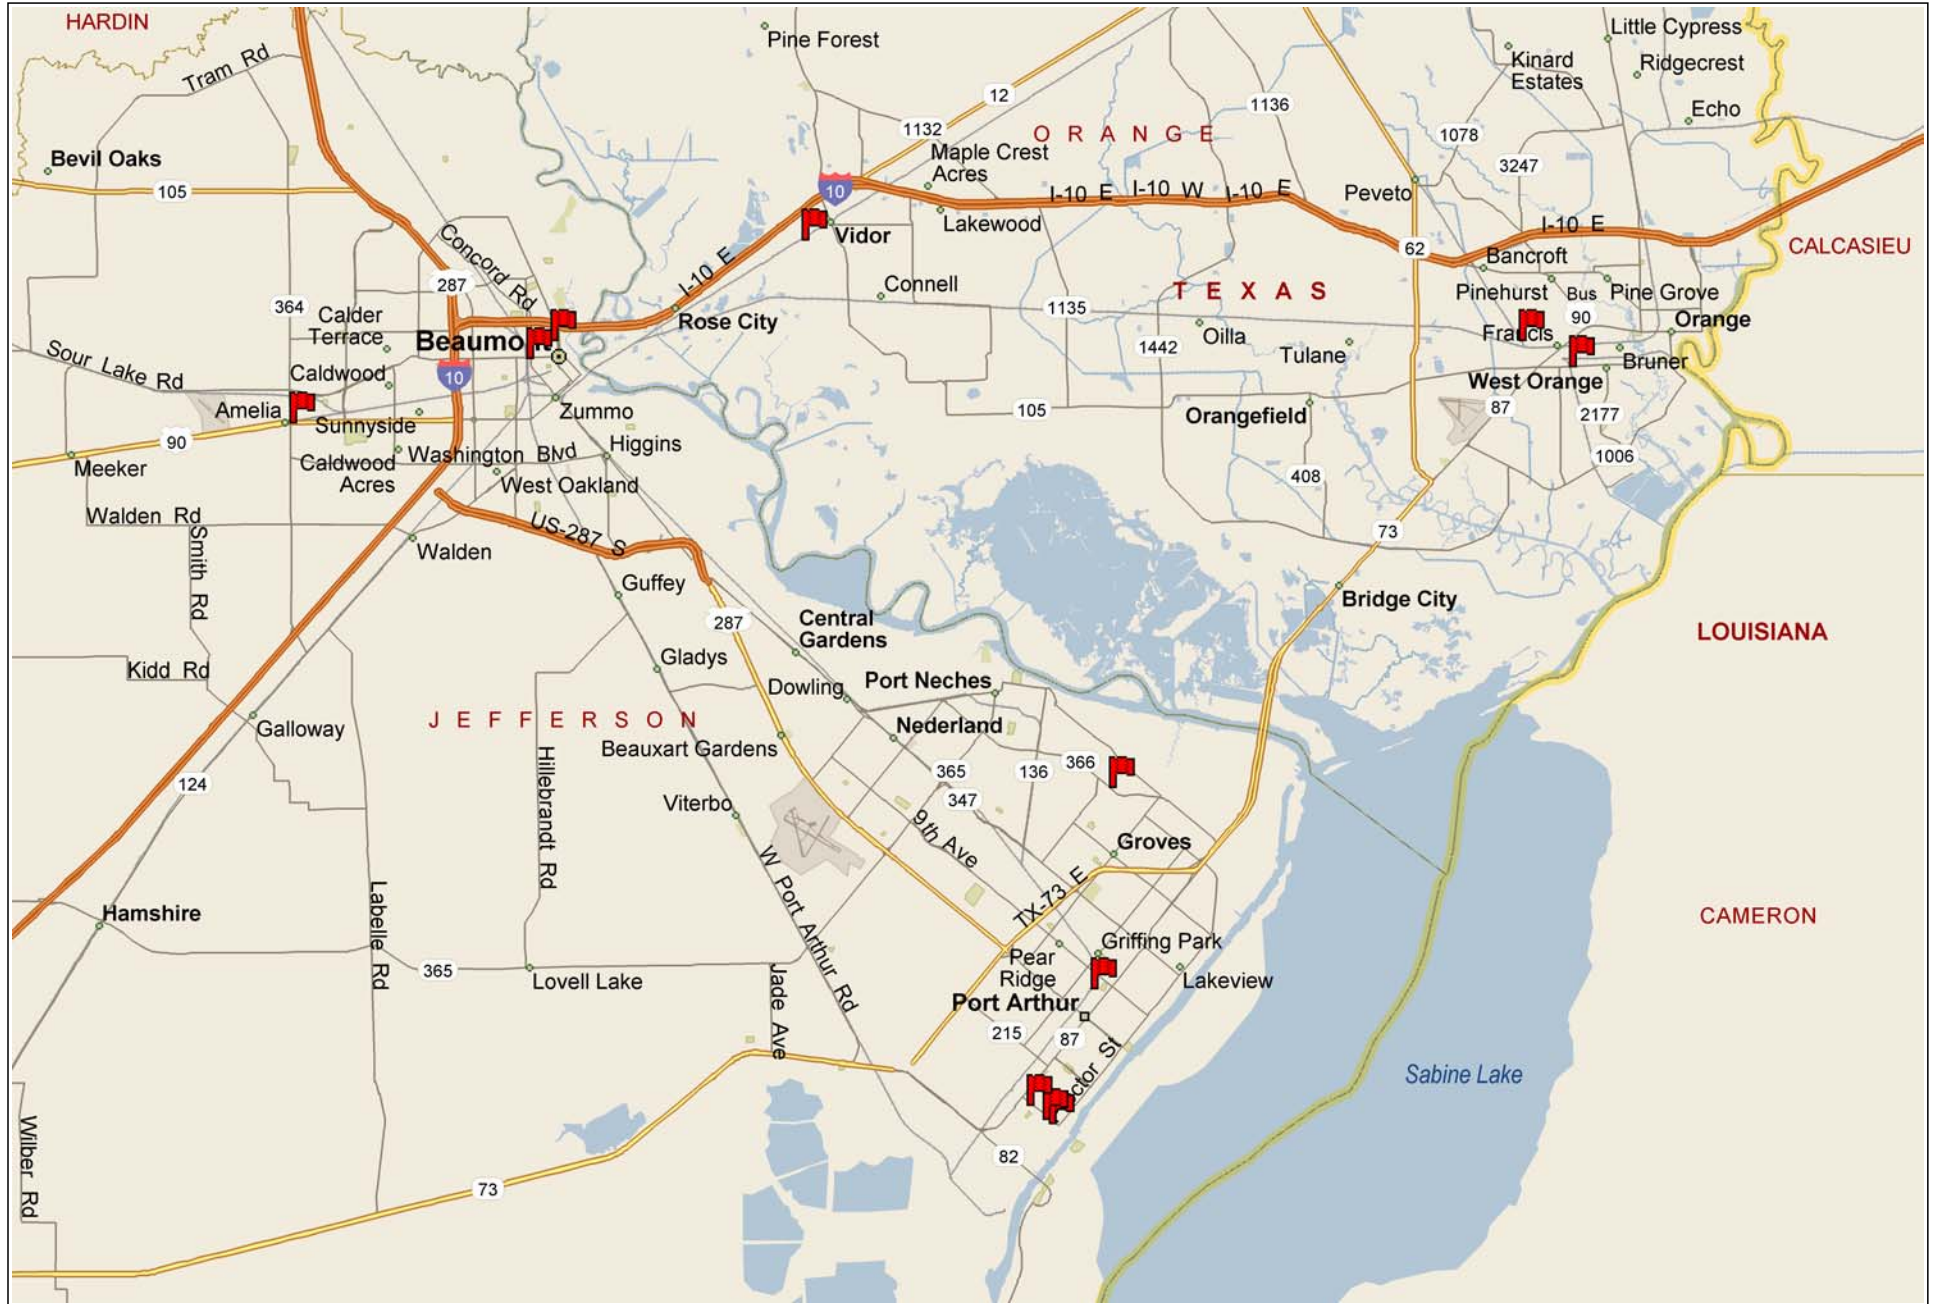 HARDIN
Pine Forest
Little Cypress
Kinard
Estates
Ridgecrest
Tram Rd
12
1136
Echo
1132
ORANGE
1078
Maple Crest
Acres
3247
Bevil Oaks
105
10
I-10 E
I-10 W
I-10 E
Peveto
Lakewood
Vidor
I-10 E
62
CALCASIEU
Concord Rd
Bancroft
I-10 E
287
Connell
TEXAS
Pinehurst
Bus
90
Pine Grove
364
Calder
Terrace
1135
Rose City
Oilla
Francis
Orange
Beaumont
1442
Tulane
Bruner
Sour Lake Rd
Caldwood
10
West Orange
Amelia
Sunnyside
Zummo
105
Orangefield
87
2177
90
Meeker
Caldwood
Acres
Washington Blvd
Higgins
1006
West Oakland
408
Walden Rd
US-287 S
73
Smith Rd
Walden
Guffey
Bridge City
287
Central
Gardens
LOUISIANA
Kidd Rd
Gladys
Dowling
Port Neches
Galloway
JEFFERSON
Nederland
Beauxart Gardens
Hillebrandt Rd
365
136
366
124
347
Viterbo
9th Ave
Groves
W Port Arthur Rd
TX-73 E
Hamshire
Labelle Rd
CAMERON
Griffing Park
Pear
Ridge
365
Lovell Lake
Lakeview
Jade Ave
Port Arthur
215
87
ctor St
Sabine Lake
Wilber Rd
82
73